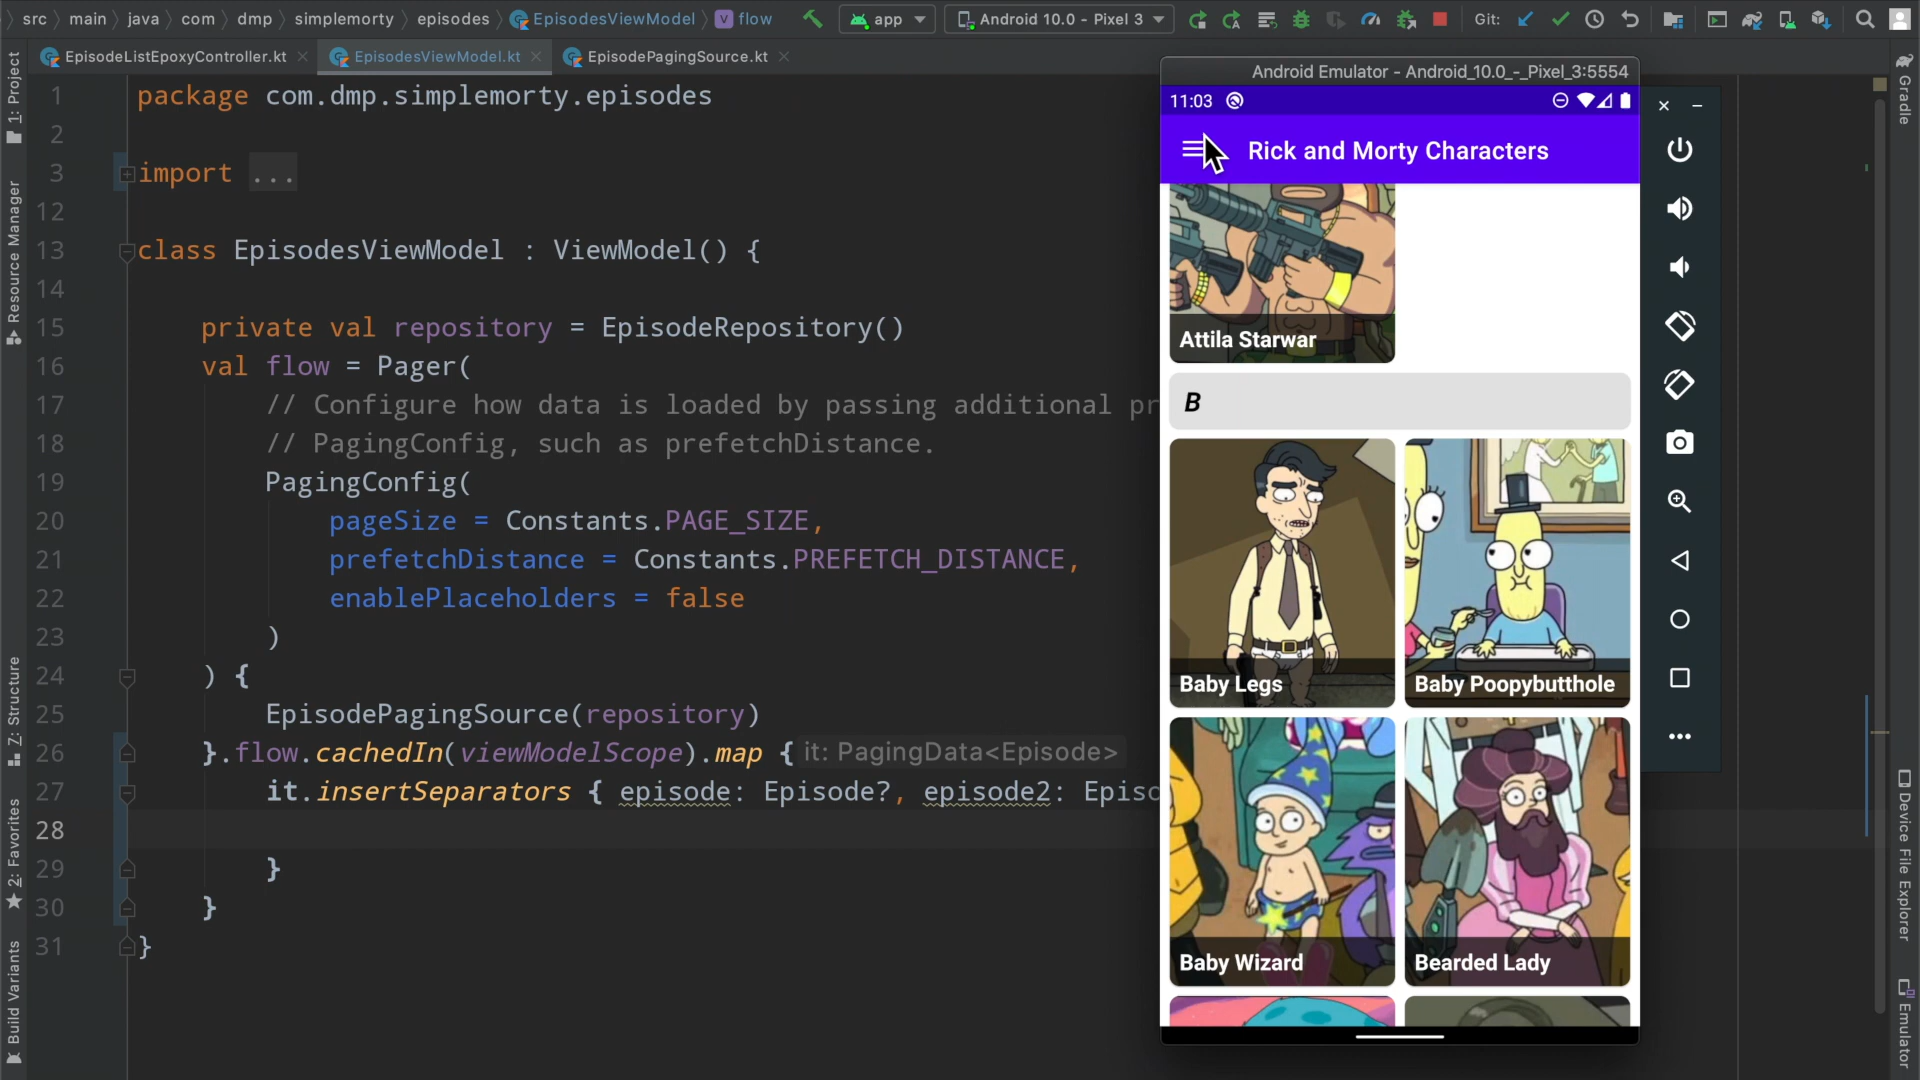 src main java com dmp simplemorty episodes EpisodesViewModel flow app Android 10.0 - Pixel 3 Git:
EpisodeListEpoxyController.kt EpisodesViewModel.kt EpisodePagingSource.kt
1: Project
Resource Manager
Z: Structure
2: Favorites
Build Variants
1 package com.dmp.simplemorty.episodes
2
3 import ...
12
13 class EpisodesViewModel : ViewModel() {
14
15 private val repository = EpisodeRepository()
16 val flow = Pager(
17 // Configure how data is loaded by passing additional pr
18 // PagingConfig, such as prefetchDistance.
19 PagingConfig(
20 pageSize = Constants.PAGE_SIZE,
21 prefetchDistance = Constants.PREFETCH_DISTANCE,
22 enablePlaceholders = false
23 )
24 ) {
25 EpisodePagingSource(repository)
26 }.flow.cachedIn(viewModelScope).map { it: PagingData<Episode>
27 it.insertSeparators { episode: Episode?, episode2: Episo
28
29 }
30 }
31 }
Android Emulator - Android_10.0_-_Pixel_3:5554
11:03
Rick and Morty Characters
Attila Starwar
B
Baby Legs
Baby Poopybutthole
Baby Wizard
Bearded Lady
Gradle
Device File Explorer
Emulator